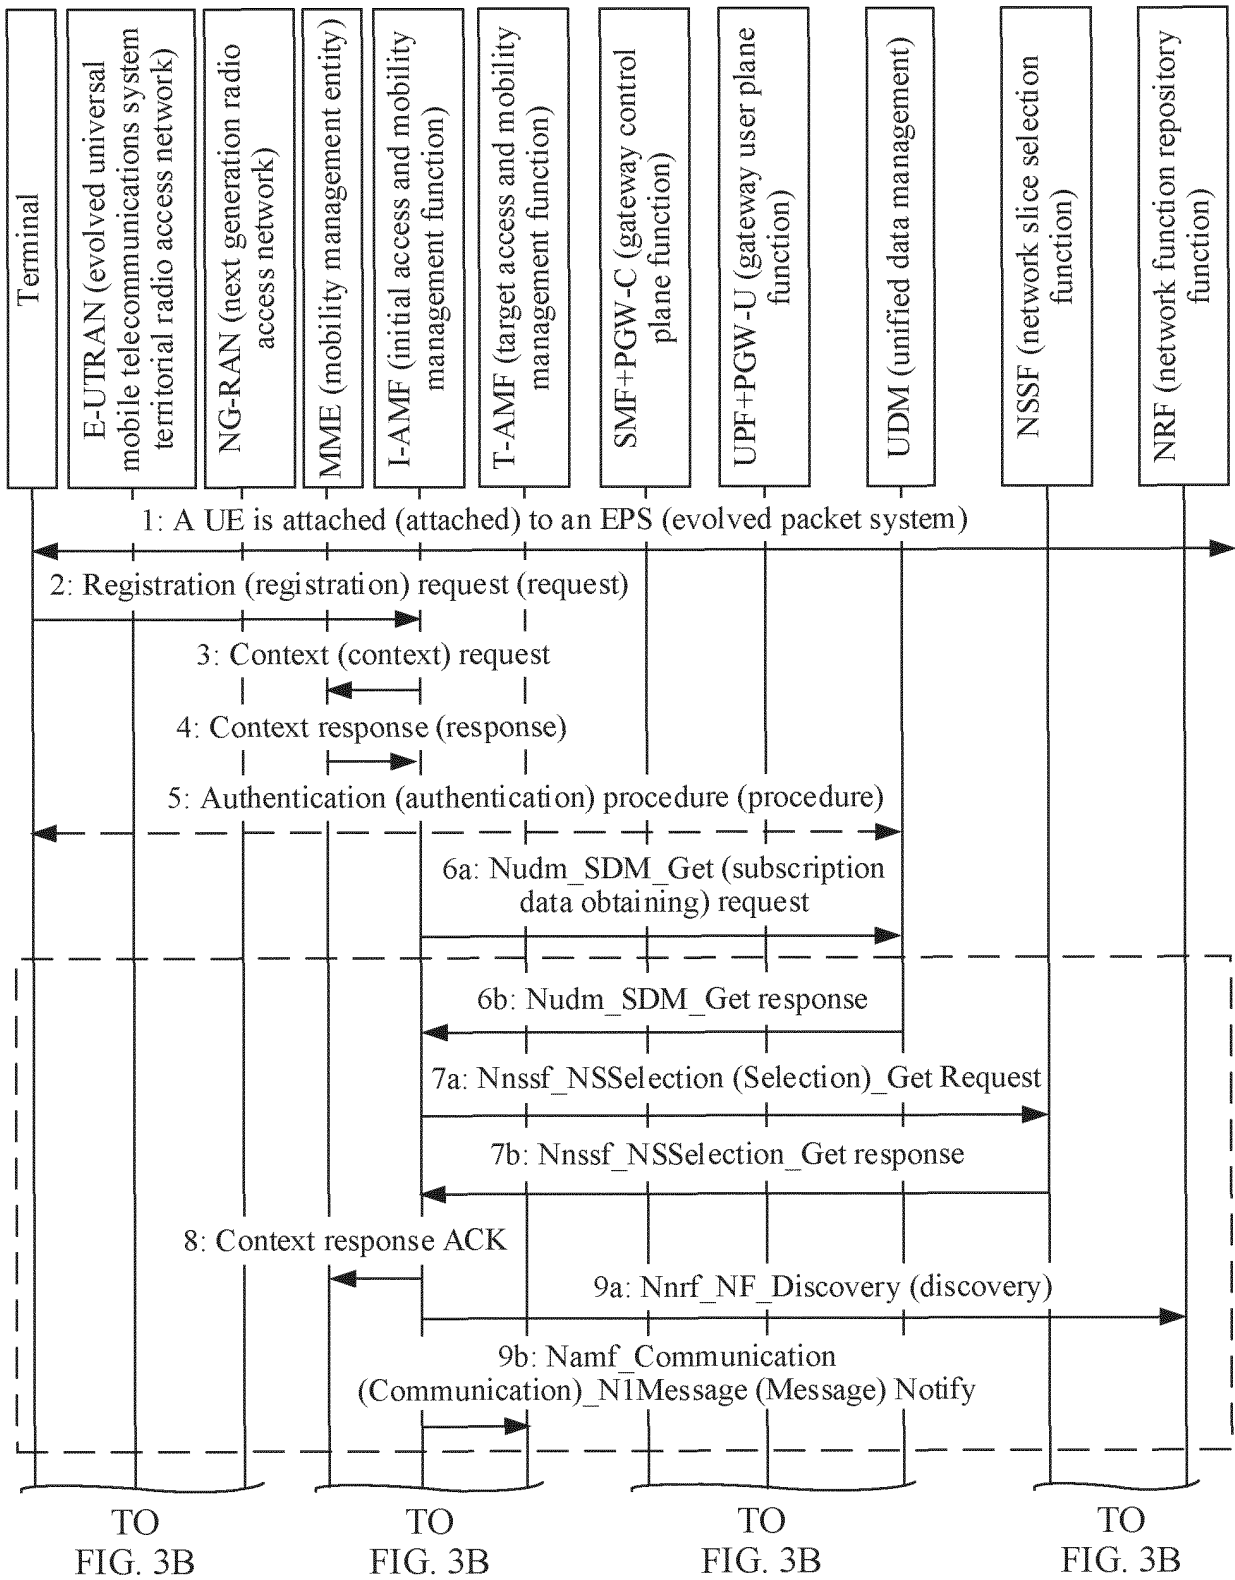 Terminal
E-UTRAN (evolved universal
mobile telecommunications system
territorial radio access network)
NG-RAN (next generation radio
access network)
MME (mobility management entity)
I-AMF (initial access and mobility
management function)
T-AMF (target access and mobility
management function)
SMF+PGW-C (gateway control
plane function)
UPF+PGW-U (gateway user plane
function)
UDM (unified data management)
NSSF (network slice selection
function)
NRF (network function repository
function)
1: A UE is attached (attached) to an EPS (evolved packet system)
2: Registration (registration) request (request)
3: Context (context) request
4: Context response (response)
5: Authentication (authentication) procedure (procedure)
6a: Nudm_SDM_Get (subscription
data obtaining) request
6b: Nudm_SDM_Get response
7a: Nnssf_NSSelection (Selection)_Get Request
7b: Nnssf_NSSelection_Get response
8: Context response ACK
9a: Nnrf_NF_Discovery (discovery)
9b: Namf_Communication
(Communication)_N1Message (Message) Notify
TO
FIG. 3B
TO
FIG. 3B
TO
FIG. 3B
TO
FIG. 3B